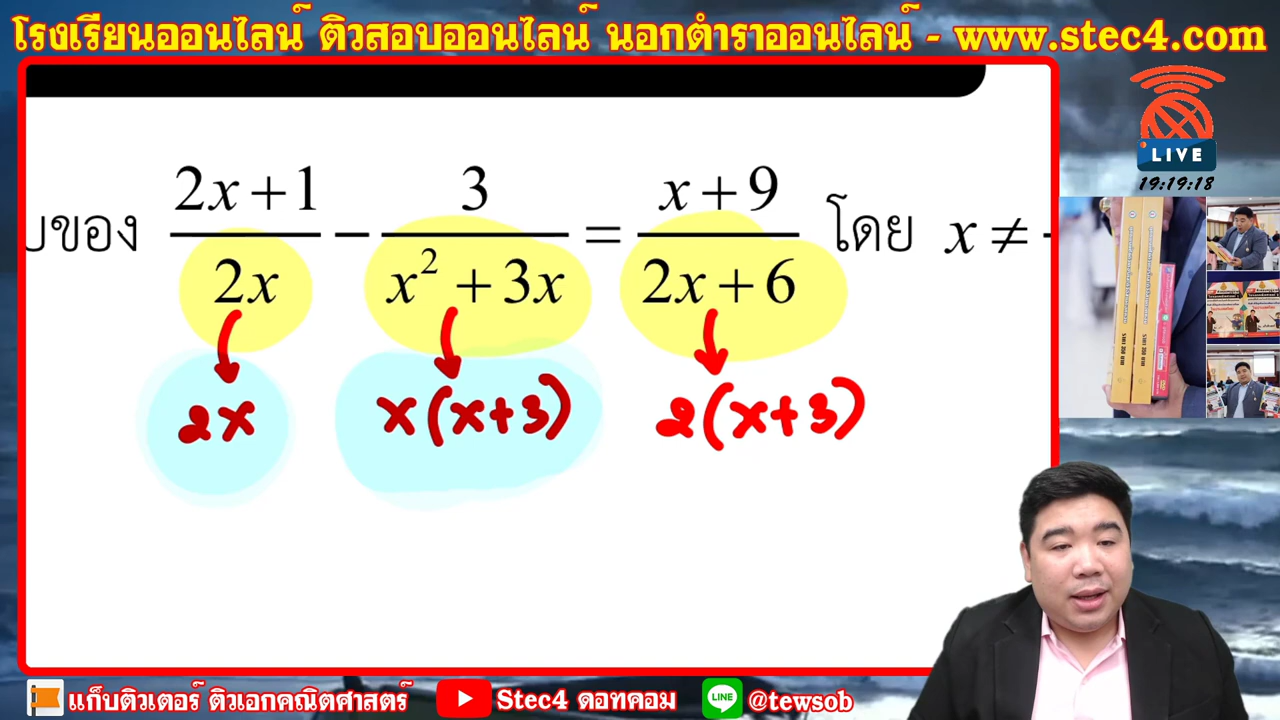 โรงเรียนออนไลน์ ติวสอบออนไลน์ นอกตำราออนไลน์ - www.stec4.com
LIVE
19:19:18
ของ (2x+1)/(2x) − 3/(x²+3x) = (x+9)/(2x+6) โดย x ≠
2x x(x+3) 2(x+3)
แก๊บติวเตอร์ ติวเอกคณิตศาสตร์ Stec4 ดอทคอม LINE @tewsob